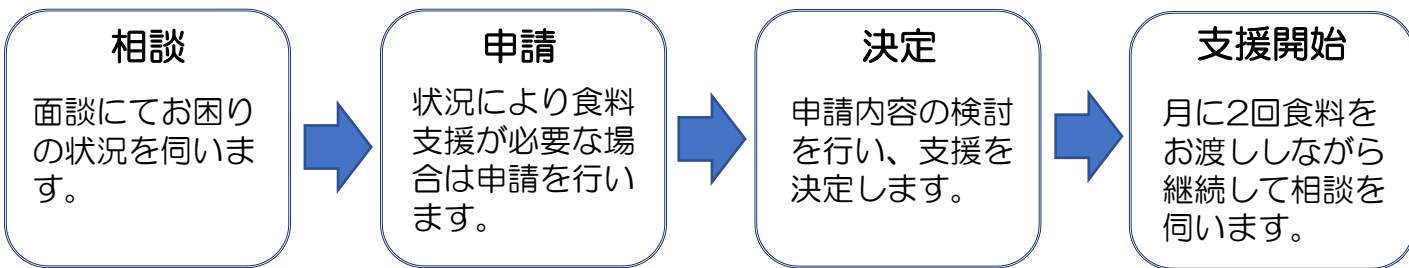 相談
面談にてお困り
の状況を伺いま
す。
申請
状況により食料
支援が必要な場
合は申請を行い
ます。
決定
申請内容の検討
を行い、支援を
決定します。
支援開始
月に2回食料を
お渡ししながら
継続して相談を
伺います。